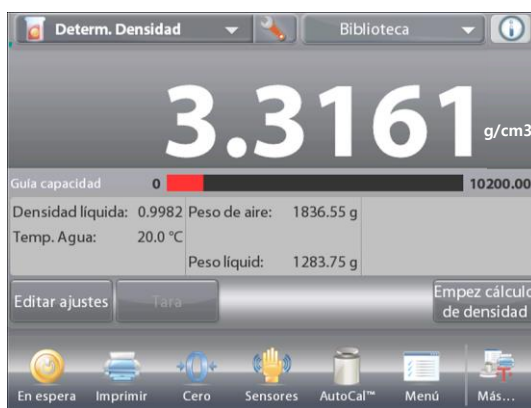 Determ. Densidad Biblioteca
3.3161 g/cm3
Guía capacidad 0 10200.00
Densidad líquida: 0.9982 Peso de aire: 1836.55 g
Temp. Agua: 20.0 °C
Peso líquid: 1283.75 g
Editar ajustes Tara Empez cálculo
de densidad
En espera Imprimir Cero Sensores AutoCal™ Menú Más...